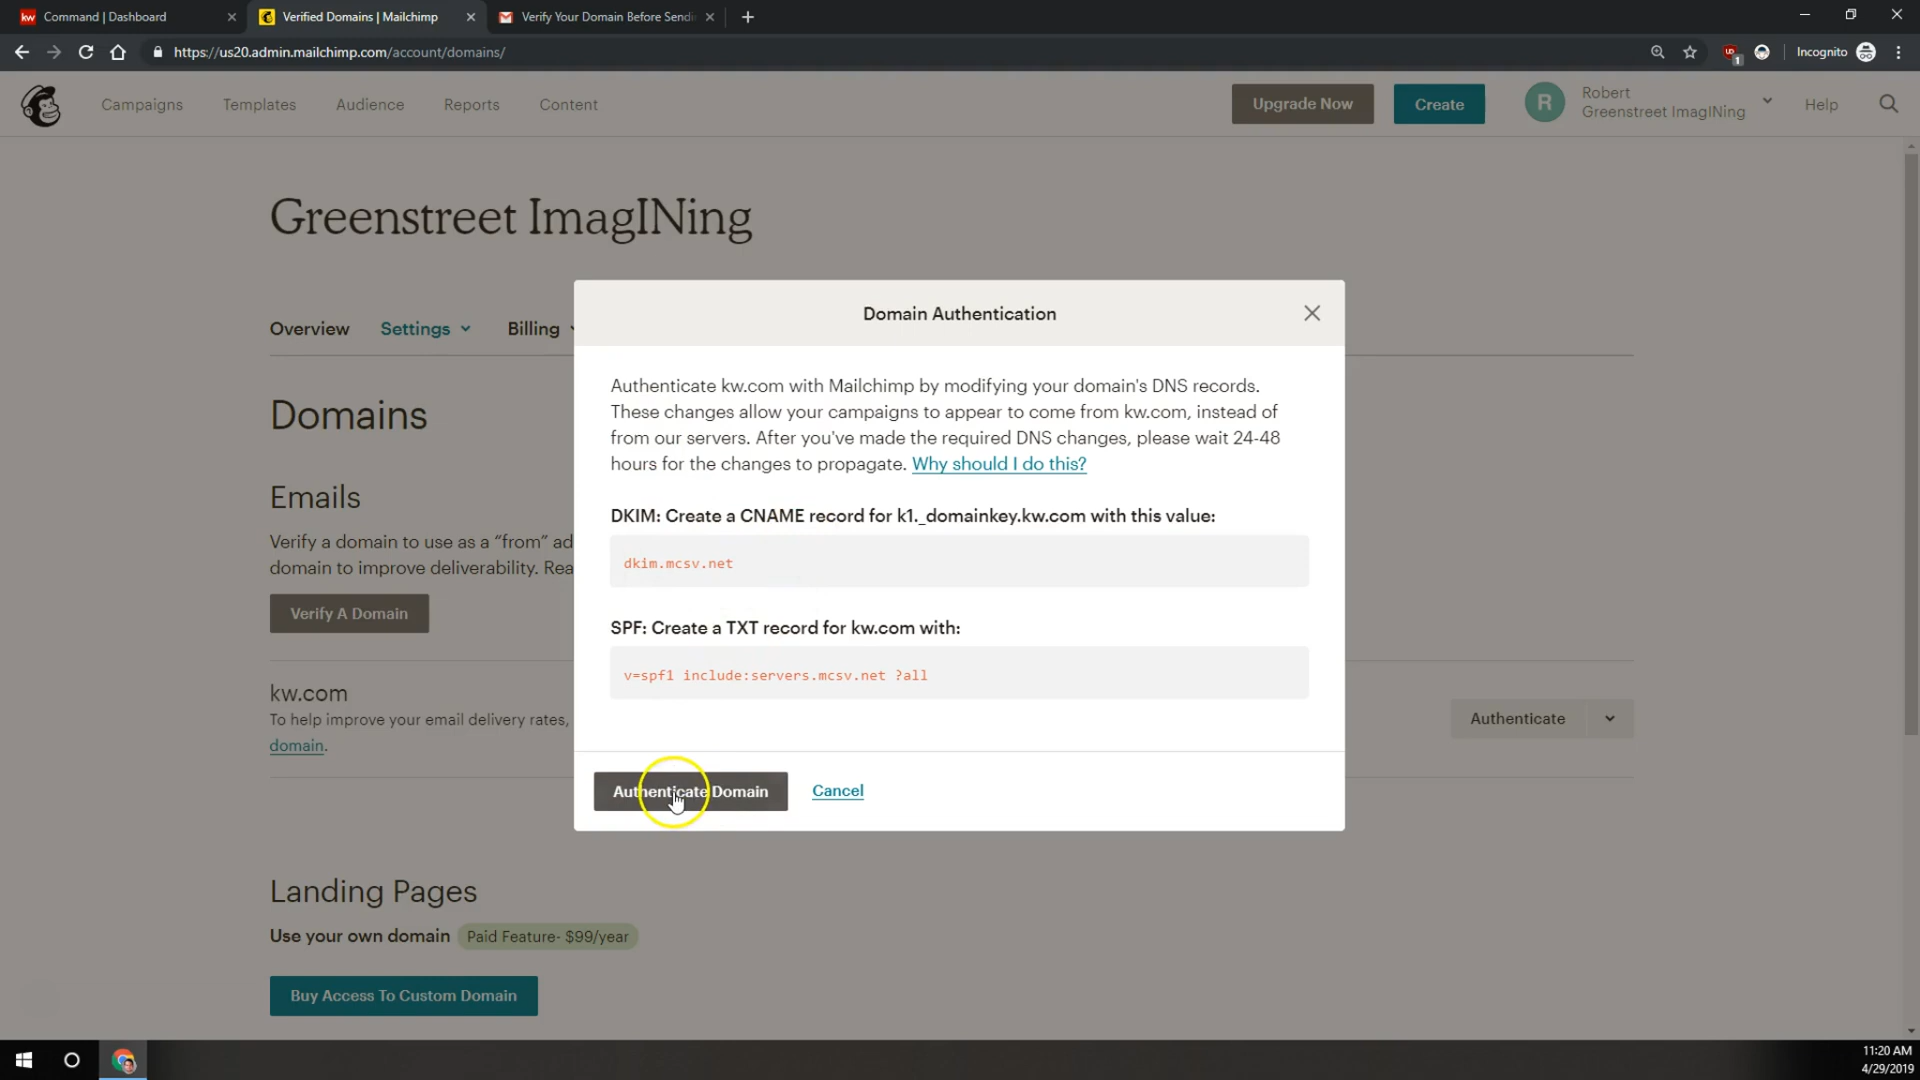 Command | Dashboard
Verified Domains | Mailchimp
Verify Your Domain Before Sendi
https://us20.admin.mailchimp.com/account/domains/
Incognito
Campaigns
Templates
Audience
Reports
Content
Upgrade Now
Create
R
Robert
Greenstreet ImagINing
Help
Greenstreet ImagINing
Overview
Settings
Billing
Domains
Emails
Verify a domain to use as a “from” ad
domain to improve deliverability. Rea
Verify A Domain
kw.com
To help improve your email delivery rates,
domain.
Authenticate
Domain Authentication
Authenticate kw.com with Mailchimp by modifying your domain's DNS records.
These changes allow your campaigns to appear to come from kw.com, instead of
from our servers. After you've made the required DNS changes, please wait 24-48
hours for the changes to propagate. Why should I do this?
DKIM: Create a CNAME record for k1._domainkey.kw.com with this value:
dkim.mcsv.net
SPF: Create a TXT record for kw.com with:
v=spf1 include:servers.mcsv.net ?all
Authenticate Domain
Cancel
Landing Pages
Use your own domain
Paid Feature- $99/year
Buy Access To Custom Domain
11:20 AM
4/29/2019